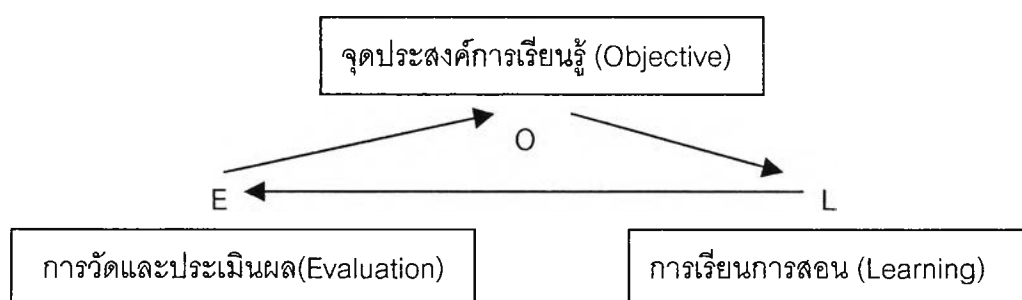 จุดประสงค์การเรียนรู้ (Objective)
O
E
L
การวัดและประเมินผล(Evaluation)
การเรียนการสอน (Learning)